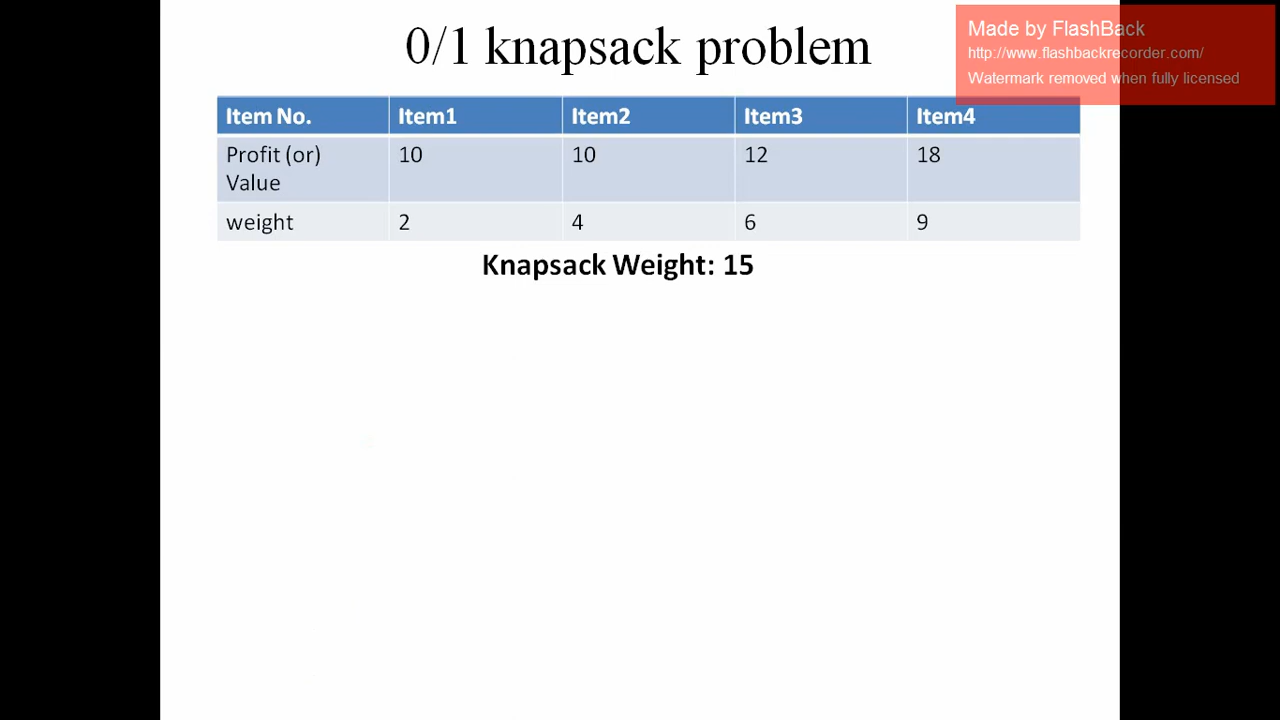 0/1 knapsack problem
Made by FlashBack
http://www.flashbackrecorder.com/
Watermark removed when fully licensed
Item No. Item1 Item2 Item3 Item4
Profit (or) 10 10 12 18
Value
weight 2 4 6 9
Knapsack Weight: 15